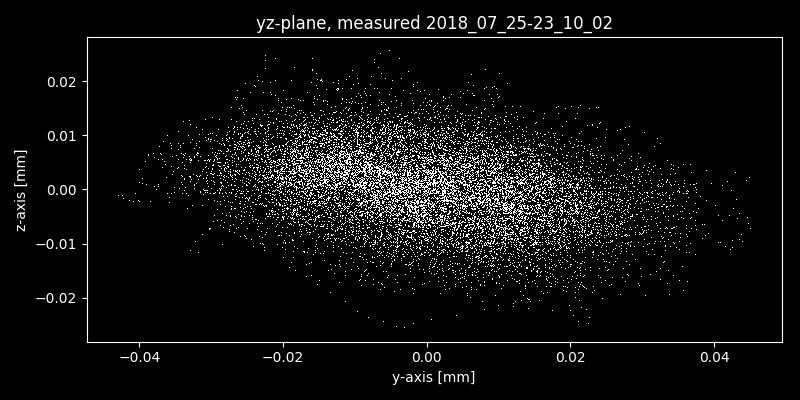 yz-plane, measured 2018_07_25-23_10_02
0.02
0.01
0.00
−0.01
−0.02
z-axis [mm]
−0.04 −0.02 0.00 0.02 0.04
y-axis [mm]